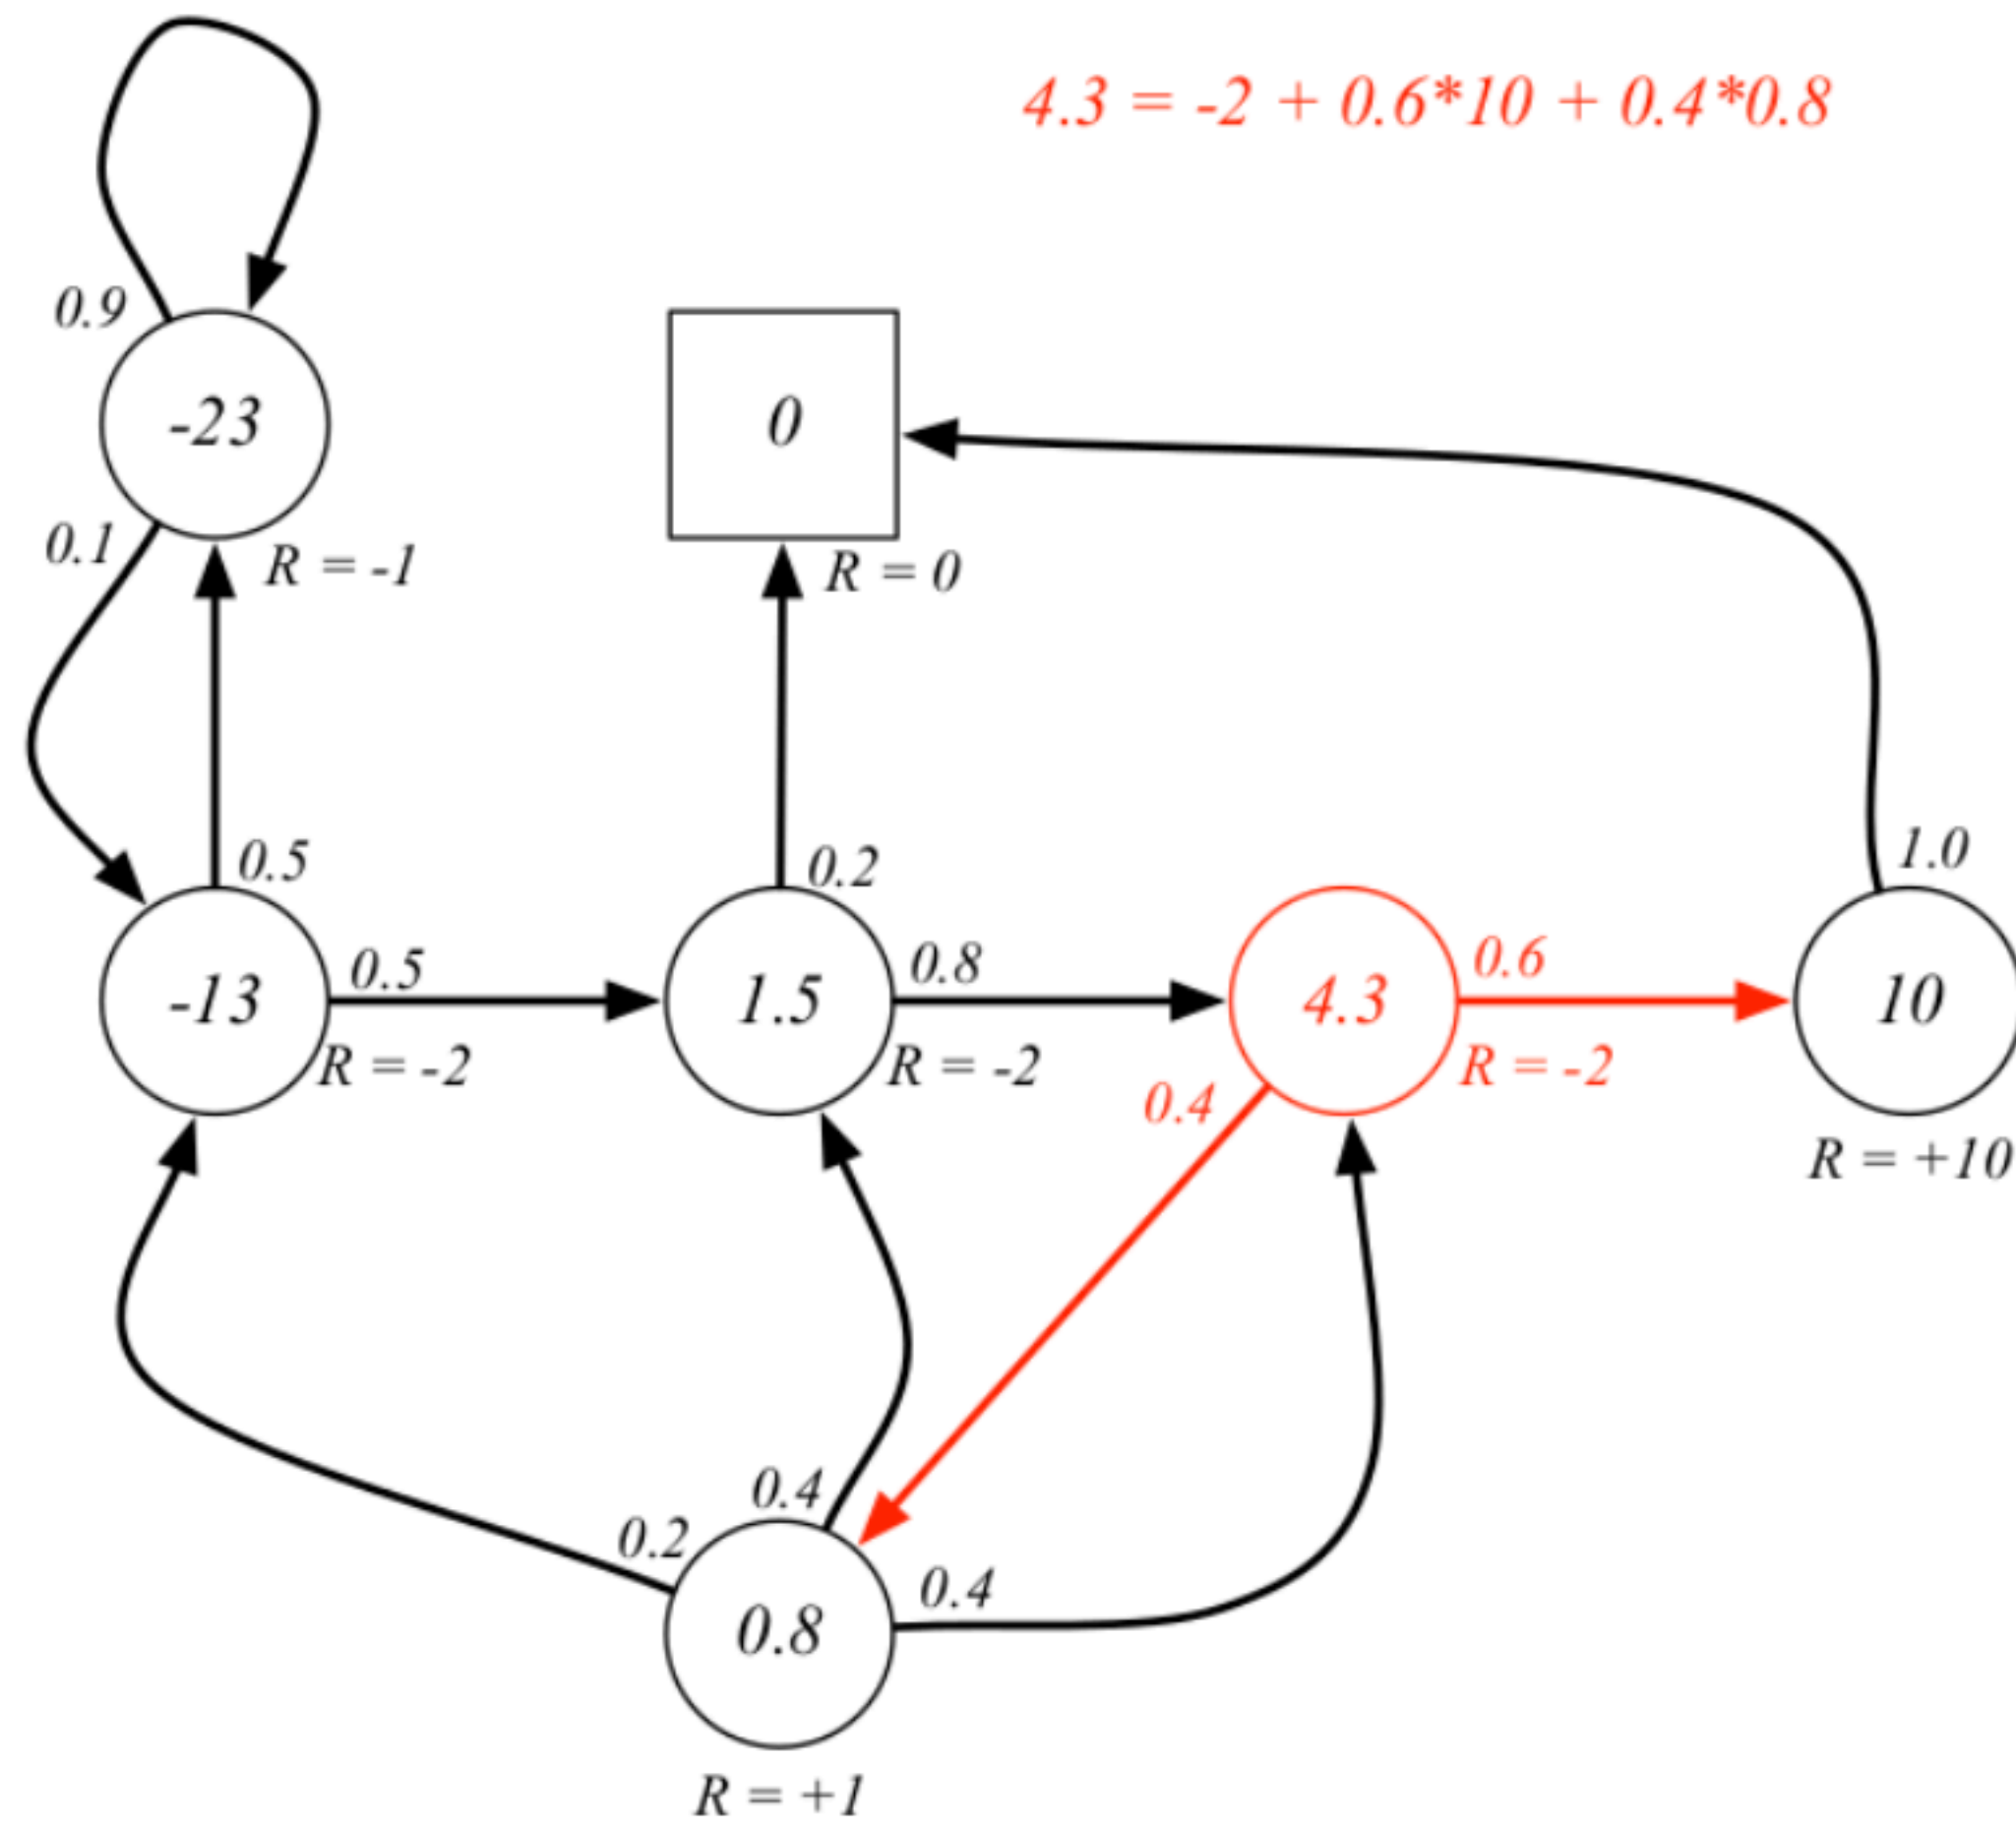 4.3 = -2 + 0.6*10 + 0.4*0.8
0.9
-23
0
0.1
R = -1
R = 0
0.5
0.2
1.0
-13
0.5
1.5
0.8
4.3
0.6
10
R = -2
R = -2
0.4
R = -2
R = +10
0.4
0.2
0.4
0.8
R = +1